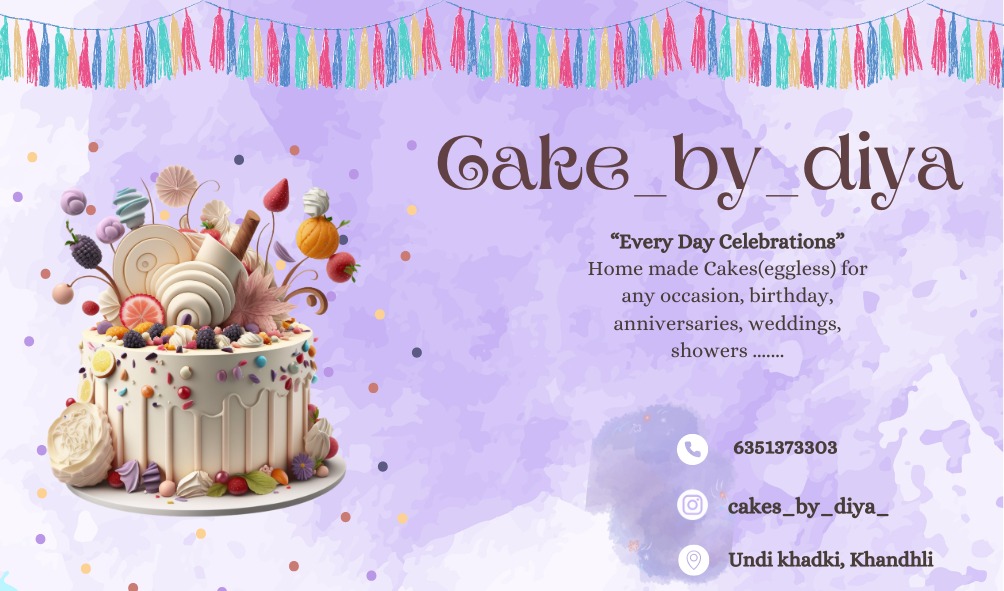 Cake_by_diya
“Every Day Celebrations”
Home made Cakes(eggless) for
any occasion, birthday,
anniversaries, weddings,
showers .......
6351373303
cakes_by_diya_
Undi khadki, Khandhli